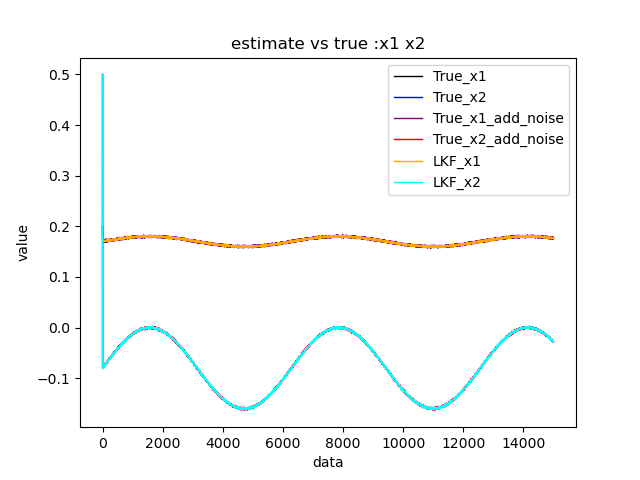 estimate vs true :x1 x2
True_x1
True_x2
True_x1_add_noise
True_x2_add_noise
LKF_x1
LKF_x2
value
0.5
0.4
0.3
0.2
0.1
0.0
−0.1
0 2000 4000 6000 8000 10000 12000 14000
data